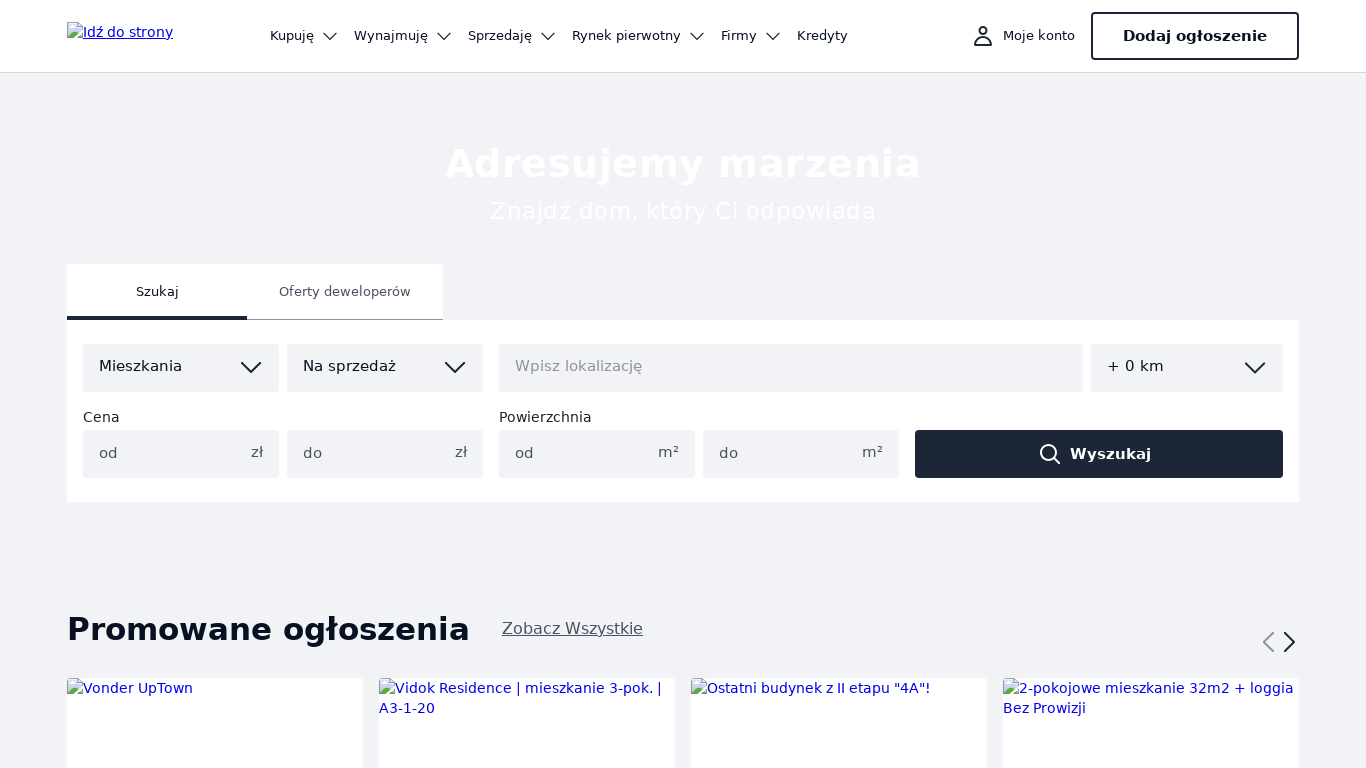 Idź do strony
Kupuję
Wynajmuję
Sprzedaję
Rynek pierwotny
Firmy
Kredyty
Moje konto
Dodaj ogłoszenie
Adresujemy marzenia
Znajdź dom, który Ci odpowiada
Szukaj
Oferty deweloperów
Mieszkania
Na sprzedaż
Wpisz lokalizację
+ 0 km
Cena
Powierzchnia
od zł
do zł
od m²
do m²
Wyszukaj
Promowane ogłoszenia
Zobacz Wszystkie
Vonder UpTown
Vidok Residence | mieszkanie 3-pok. |
A3-1-20
Ostatni budynek z II etapu "4A"!
2-pokojowe mieszkanie 32m2 + loggia
Bez Prowizji